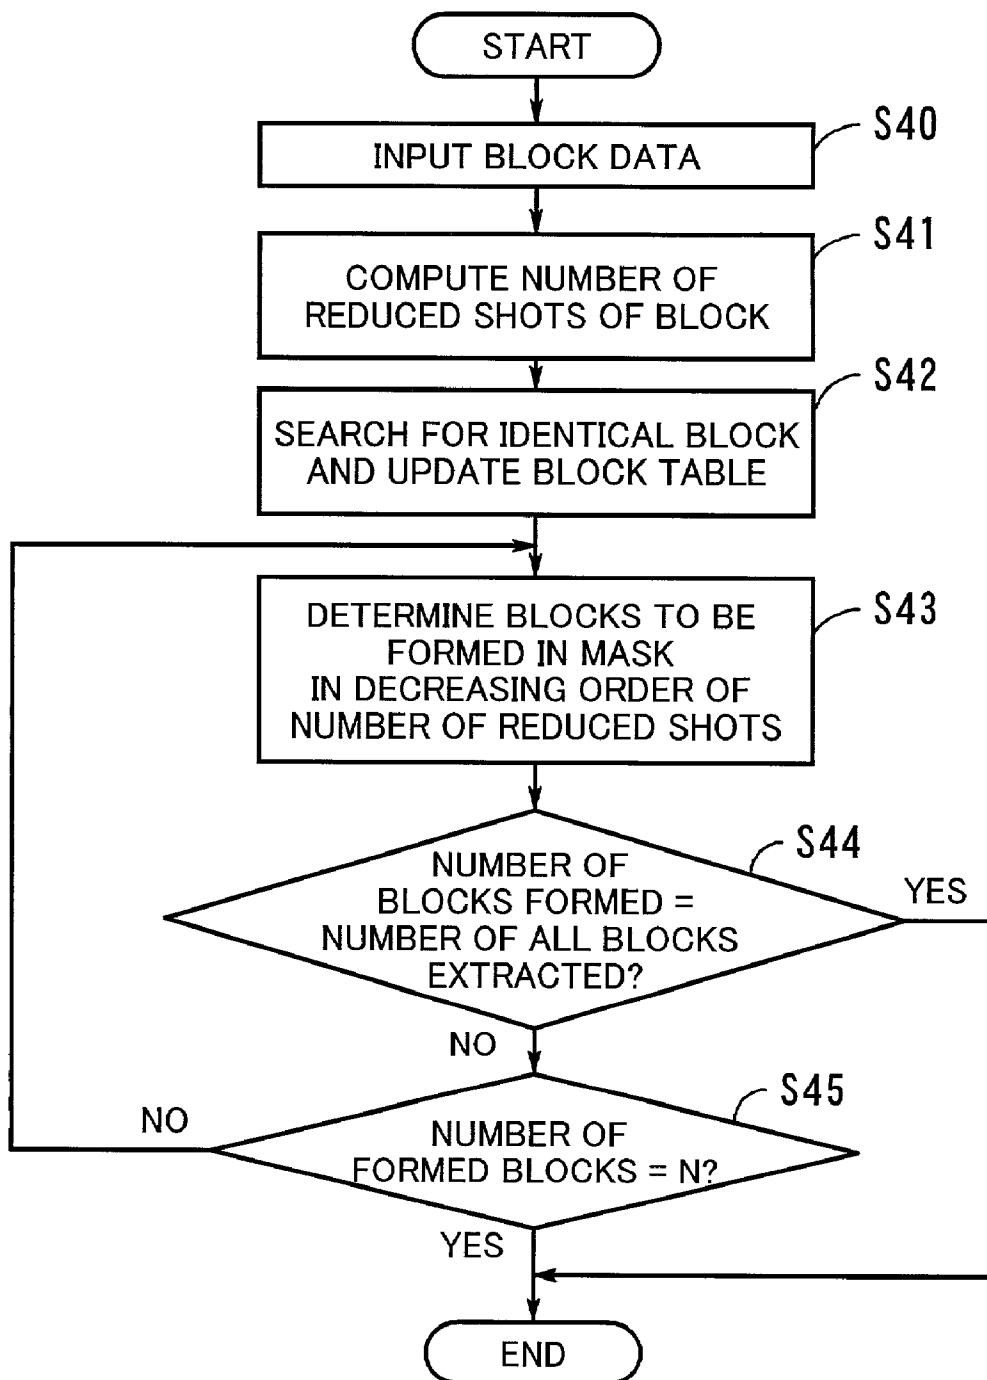 START
S40
INPUT BLOCK DATA
S41
COMPUTE NUMBER OF
REDUCED SHOTS OF BLOCK
S42
SEARCH FOR IDENTICAL BLOCK
AND UPDATE BLOCK TABLE
S43
DETERMINE BLOCKS TO BE
FORMED IN MASK
IN DECREASING ORDER OF
NUMBER OF REDUCED SHOTS
S44
NUMBER OF
BLOCKS FORMED =
NUMBER OF ALL BLOCKS
EXTRACTED?
YES
NO
S45
NUMBER OF
FORMED BLOCKS = N?
NO
YES
END